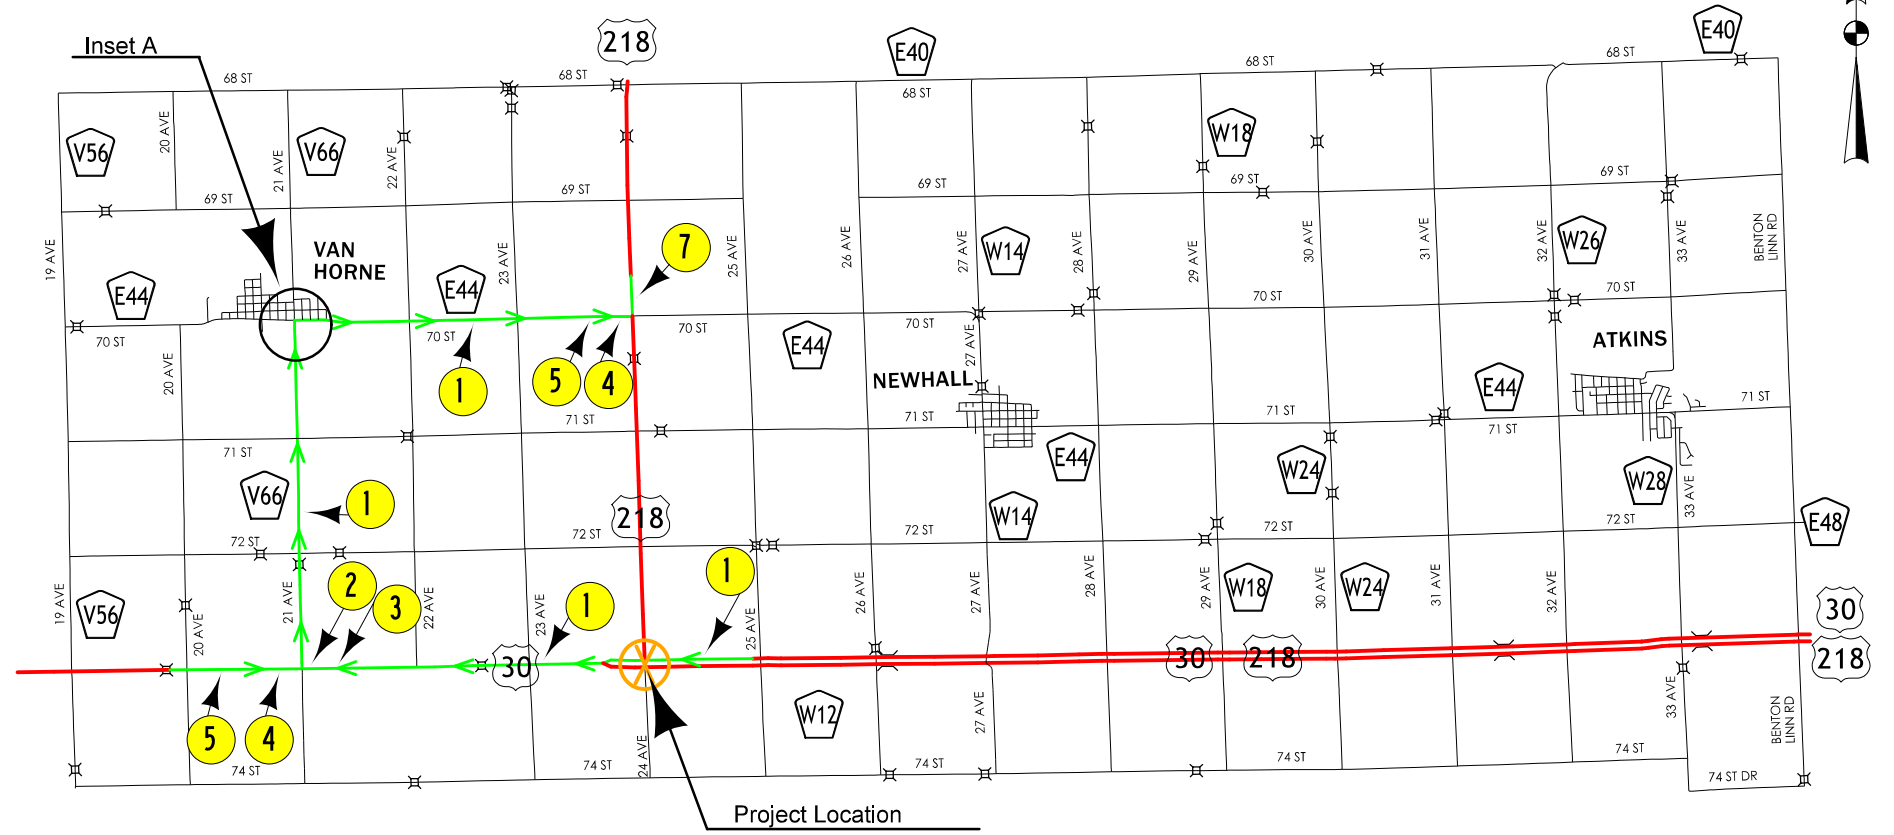 E40
218
E40
Inset A
68 ST
68 ST
68 ST
68 ST
68 ST
V56
20 AVE
21 AVE
V66
22 AVE
W18
69 ST
69 ST
69 ST
69 ST
69 ST
19 AVE
VAN
HORNE
23 AVE
7
25 AVE
26 AVE
27 AVE
W14
28 AVE
29 AVE
30 AVE
31 AVE
32 AVE
W26
33 AVE
BENTON
LINN RD
E44
E44
70 ST
70 ST
70 ST
70 ST
70 ST
70 ST
20 AVE
1
5
4
E44
27 AVE
NEWHALL
ATKINS
E44
71 ST
71 ST
71 ST
71 ST
71 ST
71 ST
V66
1
218
E44
W14
W24
W28
33 AVE
E48
72 ST
72 ST
72 ST
72 ST
72 ST
19 AVE
V56
20 AVE
21 AVE
2
3
22 AVE
23 AVE
1
1
25 AVE
26 AVE
27 AVE
28 AVE
29 AVE
W18
30 AVE
W24
31 AVE
32 AVE
30
218
30
30
218
5
4
24 AVE
W12
27 AVE
33 AVE
BENTON
LINN RD
74 ST
74 ST
74 ST
74 ST
74 ST
74 ST DR
Project Location